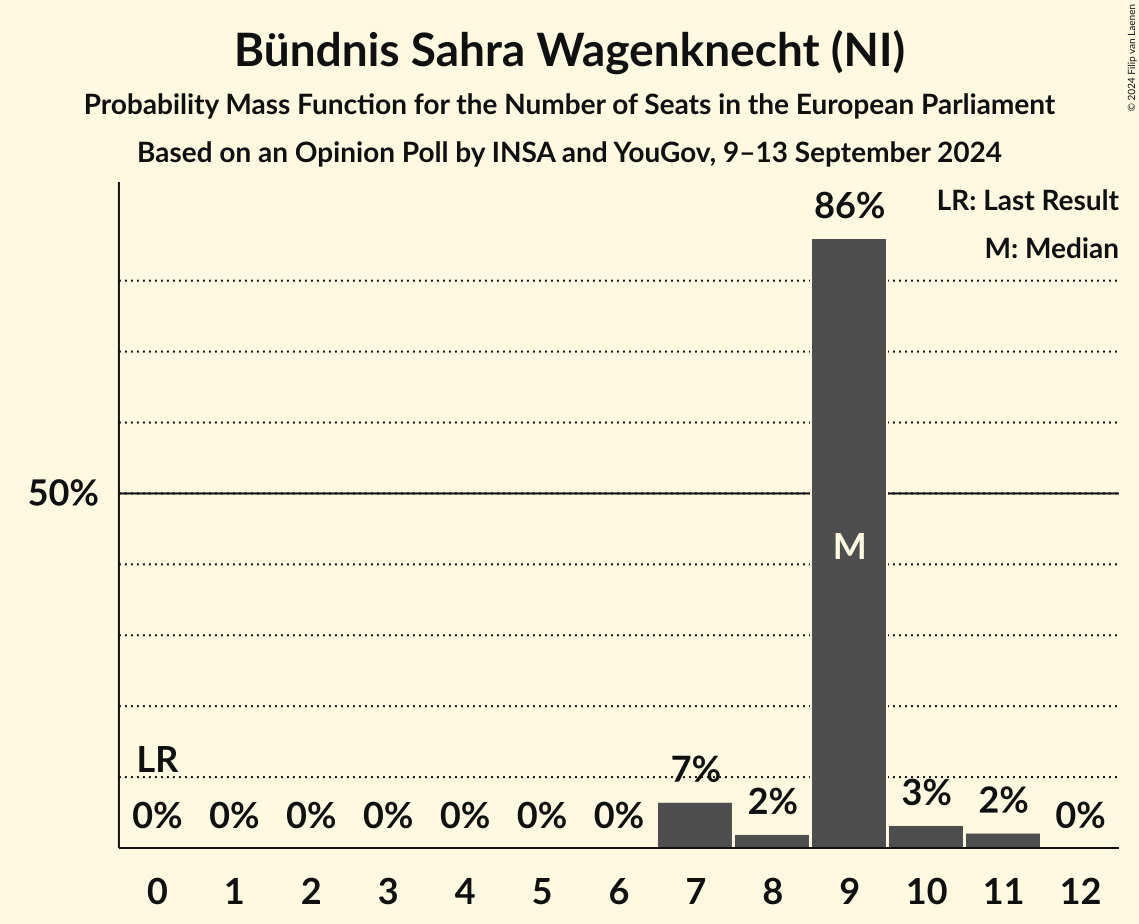 Bündnis Sahra Wagenknecht (NI)
Probability Mass Function for the Number of Seats in the European Parliament
Based on an Opinion Poll by INSA and YouGov, 9–13 September 2024
© 2024 Filip van Laenen
LR: Last Result
M: Median
86%
50%
M
LR
7%
2%
3%
2%
0% 0% 0% 0% 0% 0% 0% 0%
0 1 2 3 4 5 6 7 8 9 10 11 12